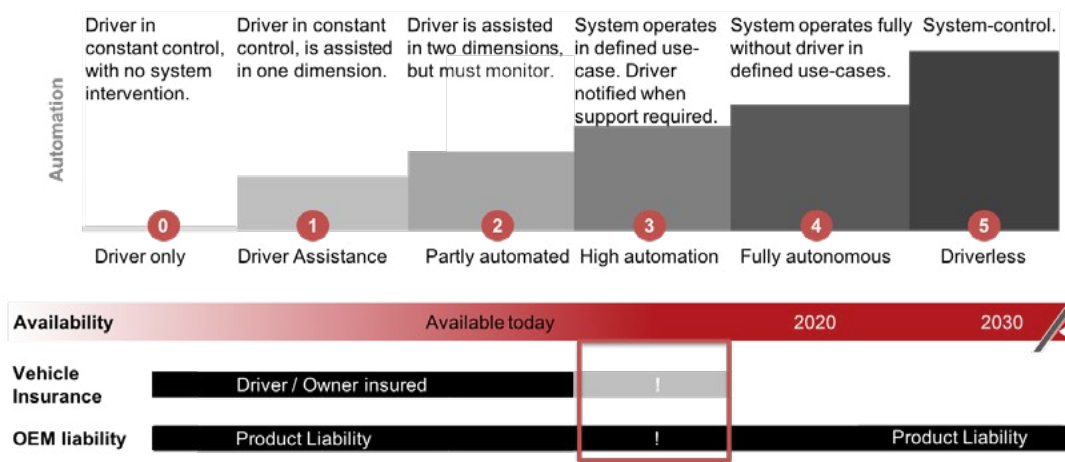 Driver in
constant control,
with no system
intervention.
Driver in constant
control, is assisted
in one dimension.
Driver is assisted
in two dimensions,
but must monitor.
System operates
in defined use-
case. Driver
notified when
support required.
System operates fully
without driver in
defined use-cases.
System-control.
Automation
0
1
2
3
4
5
Driver only
Driver Assistance
Partly automated
High automation
Fully autonomous
Driverless
Availability
Available today
2020
2030
Vehicle
Insurance
Driver / Owner insured
!
OEM liability
Product Liability
!
Product Liability